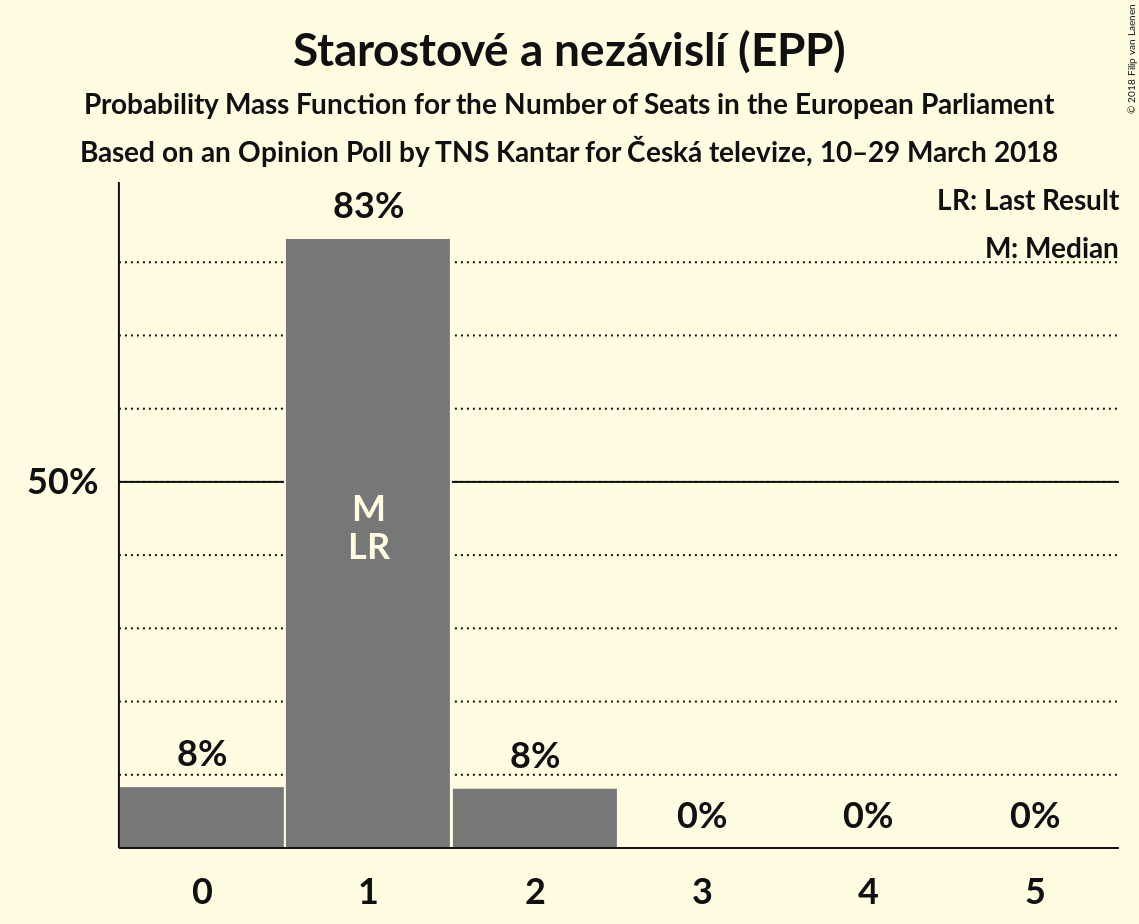 Starostové a nezávislí (EPP)
Probability Mass Function for the Number of Seats in the European Parliament
Based on an Opinion Poll by TNS Kantar for Česká televize, 10–29 March 2018
© 2018 Filip van Laenen
LR: Last Result
M: Median
83%
50%
M
LR
8%
8%
0%
0%
0%
0
1
2
3
4
5